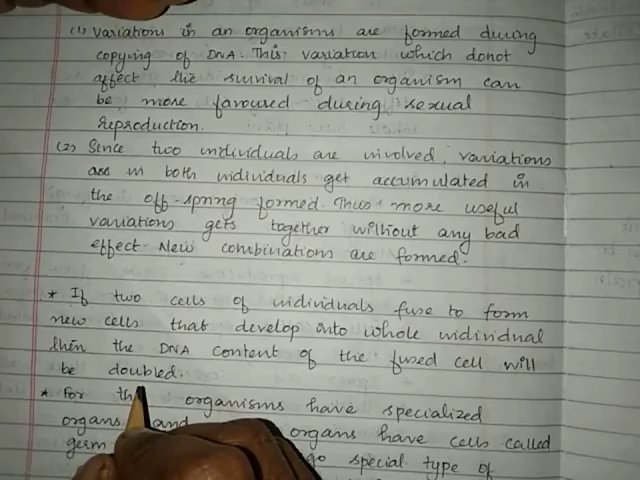 (1) Variations in an organisms are formed during
copying of DNA. This variation which donot
affect the survival of an organism can
be more favoured during sexual
reproduction.
(2) Since two individuals are involved, variations
in both individuals get accumulated in
the off-spring formed. Thus more useful
variations gets together without any bad
effect. New combinations are formed.
* If two cells of individuals fuse to form
new cells that develop into whole individual
then the DNA content of the fused cell will
be doubled.
* For organisms have specialized
organs and organs have cells called
germ special type of